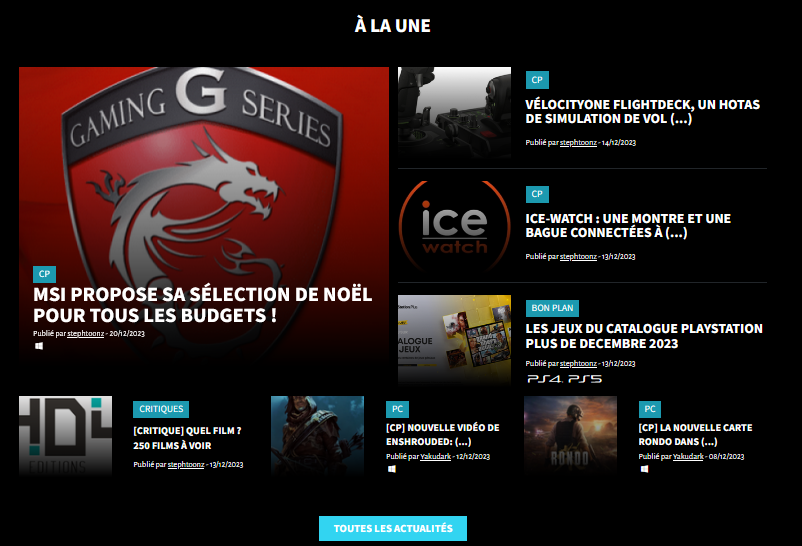 À LA UNE
GAMING G SERIES
CP
MSI PROPOSE SA SÉLECTION DE NOËL
POUR TOUS LES BUDGETS !
Publié par stephtoonz - 20/12/2023
CP
VÉLOCITYONE FLIGHTDECK, UN HOTAS
DE SIMULATION DE VOL (...)
Publié par stephtoonz - 14/12/2023
ice
watch
CP
ICE-WATCH : UNE MONTRE ET UNE
BAGUE CONNECTÉES À (...)
Publié par stephtoonz - 13/12/2023
ALOGUE
JEUX
BON PLAN
LES JEUX DU CATALOGUE PLAYSTATION
PLUS DE DECEMBRE 2023
Publié par stephtoonz - 13/12/2023
PS4 PS5
EDITIONS
CRITIQUES
[CRITIQUE] QUEL FILM ?
250 FILMS À VOIR
Publié par stephtoonz - 13/12/2023
PC
[CP] NOUVELLE VIDÉO DE
ENSHROUDED: (...)
Publié par Yakudark - 12/12/2023
RONDO
PC
[CP] LA NOUVELLE CARTE
RONDO DANS (...)
Publié par Yakudark - 08/12/2023
TOUTES LES ACTUALITÉS